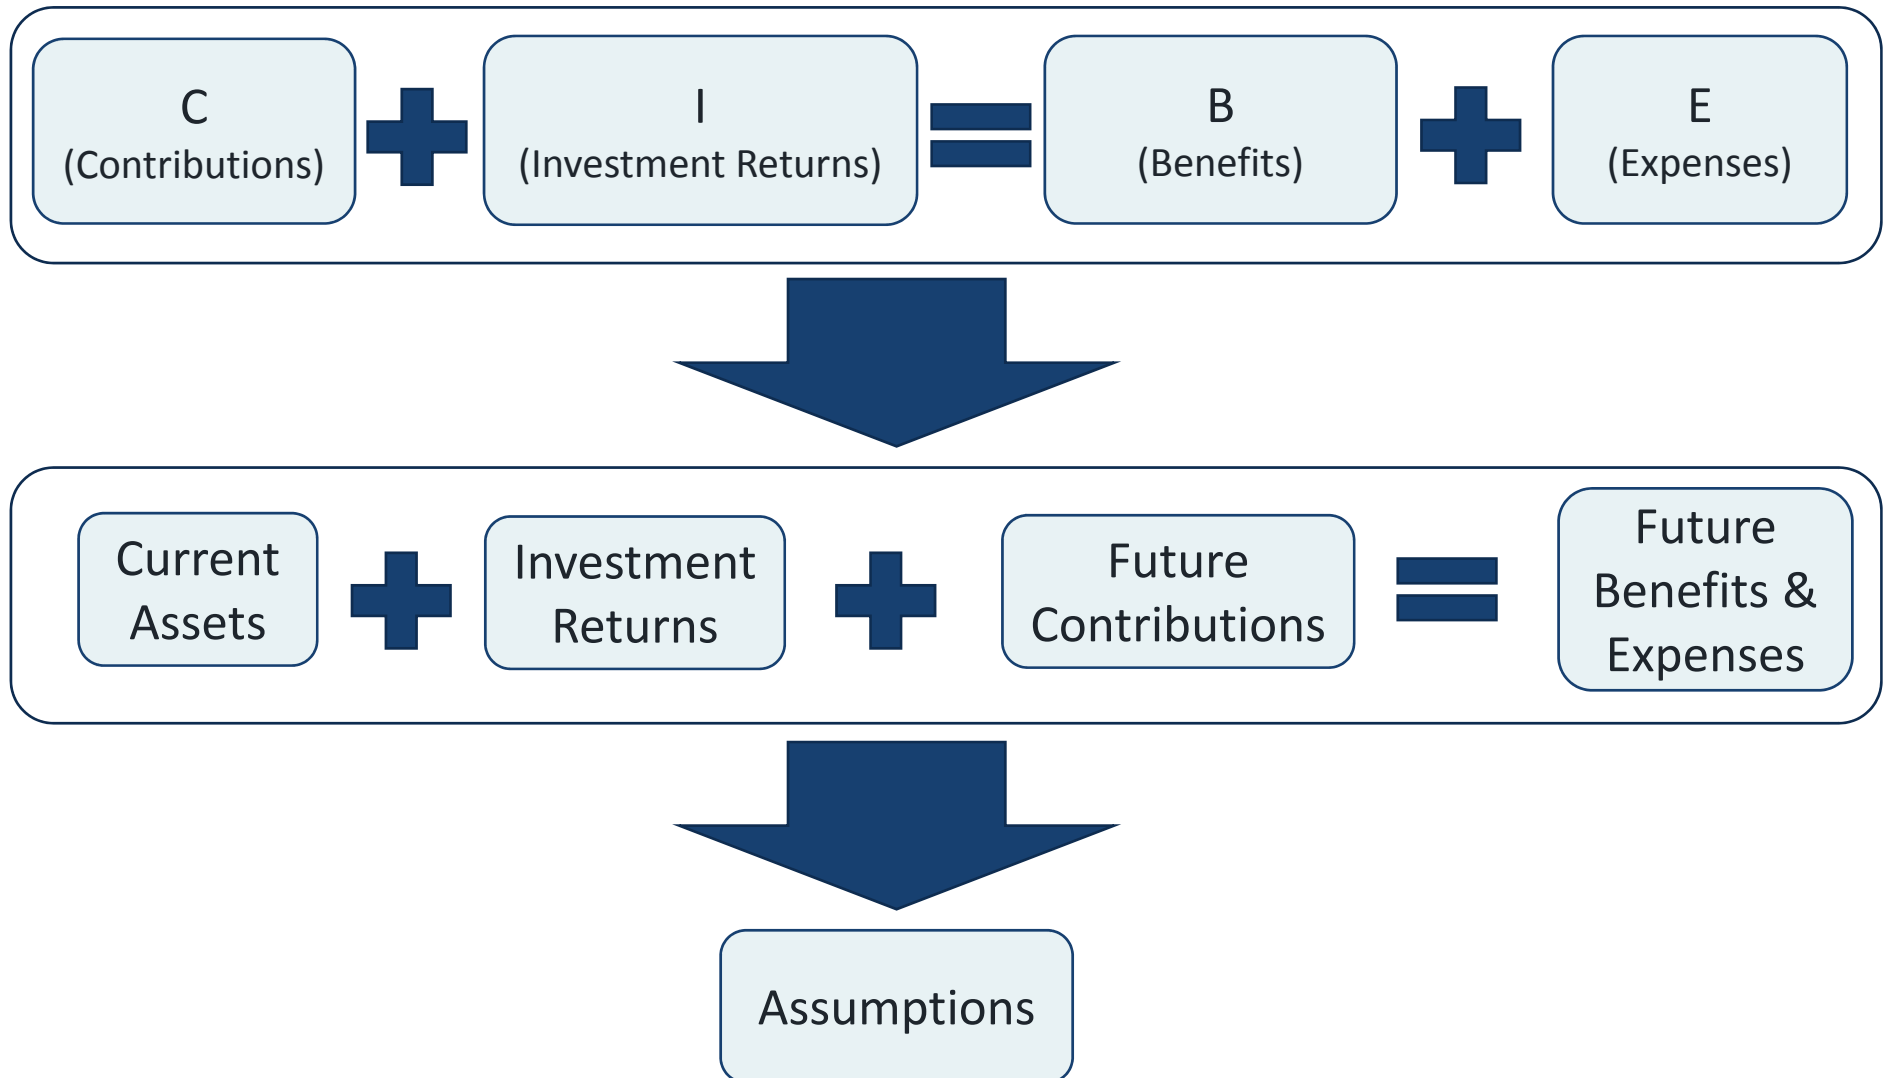 C
(Contributions)
I
(Investment Returns)
B
(Benefits)
E
(Expenses)
Current
Assets
Investment
Returns
Future
Contributions
Future
Benefits &
Expenses
Assumptions